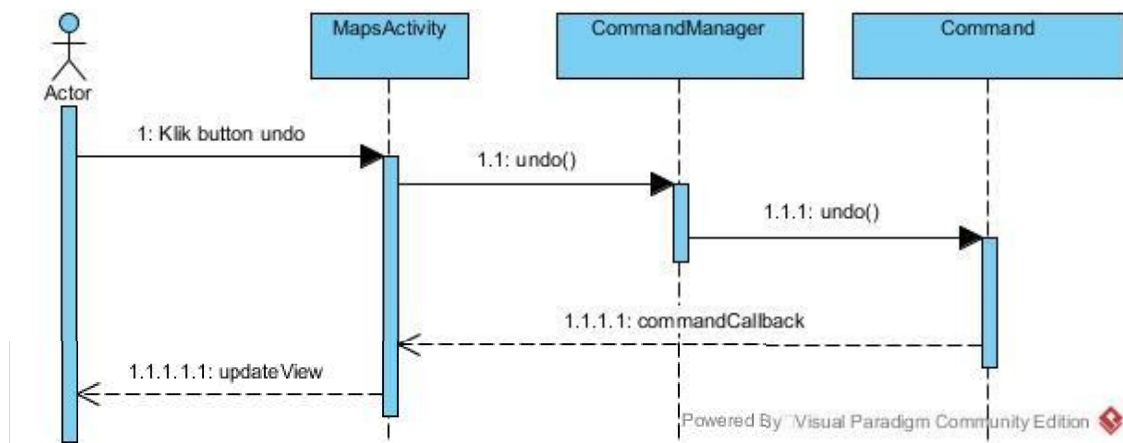 MapsActivity
CommandManager
Command
Actor
1: Klik button undo
1.1: undo()
1.1.1: undo()
1.1.1.1: commandCallback
1.1.1.1.1: updateView
Powered By Visual Paradigm Community Edition